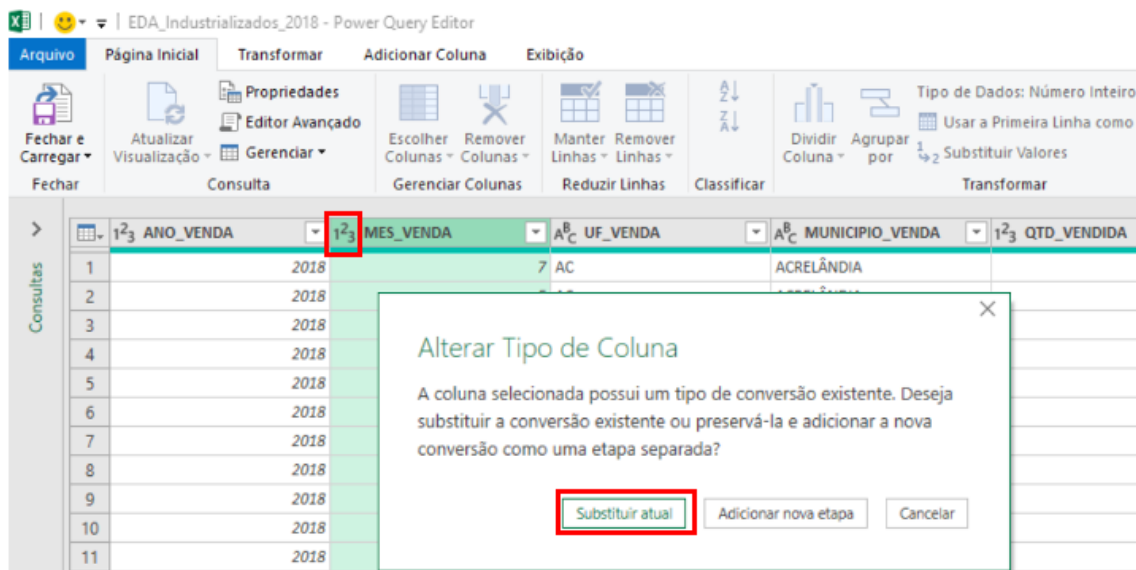 EDA_Industrializados_2018 - Power Query Editor
Arquivo Página Inicial Transformar Adicionar Coluna Exibição
Fechar e Carregar
Atualizar Visualização
Propriedades
Editor Avançado
Gerenciar
Escolher Colunas
Remover Colunas
Manter Linhas
Remover Linhas
Dividir Coluna
Agrupar por
Tipo de Dados: Número Inteiro
Usar a Primeira Linha como
Substituir Valores
Fechar Consulta Gerenciar Colunas Reduzir Linhas Classificar Transformar
Consultas
ANO_VENDA MES_VENDA UF_VENDA MUNICIPIO_VENDA QTD_VENDIDA
1 2018 7 AC ACRELÂNDIA
2 2018
3 2018
4 2018
5 2018
6 2018
7 2018
8 2018
9 2018
10 2018
11 2018
Alterar Tipo de Coluna
A coluna selecionada possui um tipo de conversão existente. Deseja
substituir a conversão existente ou preservá-la e adicionar a nova
conversão como uma etapa separada?
Substituir atual Adicionar nova etapa Cancelar